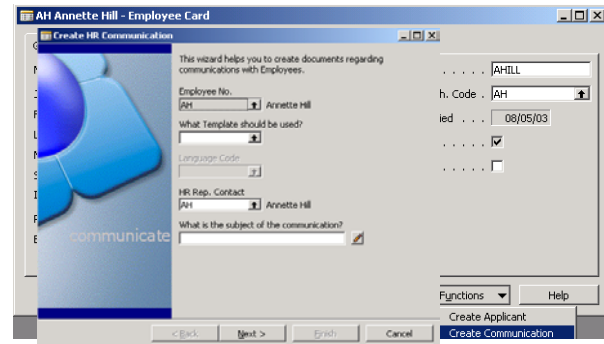 AH Annette Hill - Employee Card
Create HR Communication
This wizard helps you to create documents regarding
communications with Employees.
Employee No.
AH Annette Hill
What Template should be used?
Language Code
HR Rep. Contact
AH Annette Hill
What is the subject of the communication?
communicate
< Back
Next >
Finish
Cancel
. . . . . AHILL
h. Code . AH
ied . . . 08/05/03
. . . . .
. . . . .
Functions
Help
Create Applicant
Create Communication